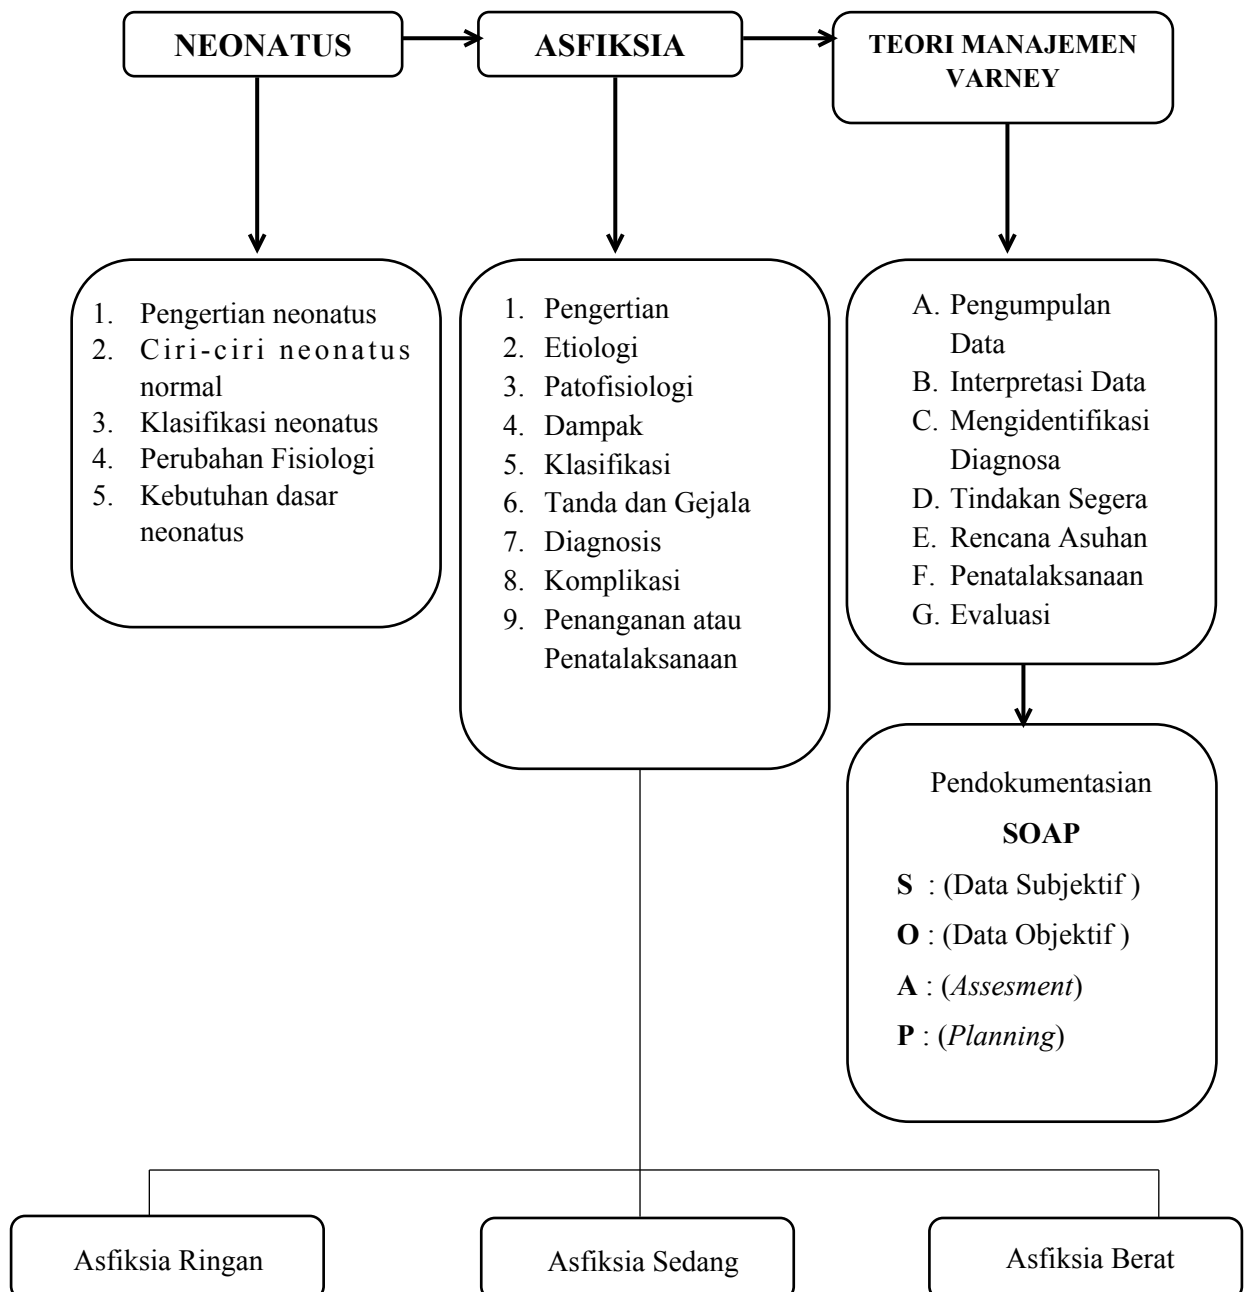 NEONATUS
ASFIKSIA
TEORI MANAJEMEN
VARNEY
1. Pengertian neonatus
2. Ciri-ciri neonatus
normal
3. Klasifikasi neonatus
4. Perubahan Fisiologi
5. Kebutuhan dasar
neonatus
1. Pengertian
2. Etiologi
3. Patofisiologi
4. Dampak
5. Klasifikasi
6. Tanda dan Gejala
7. Diagnosis
8. Komplikasi
9. Penanganan atau
Penatalaksanaan
A. Pengumpulan
Data
B. Interpretasi Data
C. Mengidentifikasi
Diagnosa
D. Tindakan Segera
E. Rencana Asuhan
F. Penatalaksanaan
G. Evaluasi
Pendokumentasian
SOAP
S : (Data Subjektif )
O : (Data Objektif )
A : (Assesment)
P : (Planning)
Asfiksia Ringan
Asfiksia Sedang
Asfiksia Berat